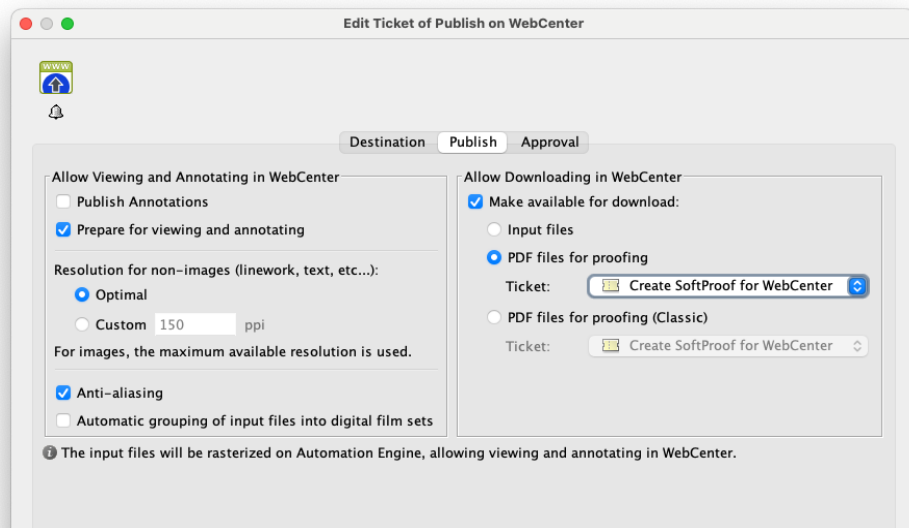 Edit Ticket of Publish on WebCenter
WWW
Destination Publish Approval
Allow Viewing and Annotating in WebCenter
Publish Annotations
Prepare for viewing and annotating
Resolution for non-images (linework, text, etc...):
Optimal
Custom 150 ppi
For images, the maximum available resolution is used.
Anti-aliasing
Automatic grouping of input files into digital film sets
Allow Downloading in WebCenter
Make available for download:
Input files
PDF files for proofing
Ticket: Create SoftProof for WebCenter
PDF files for proofing (Classic)
Ticket: Create SoftProof for WebCenter
The input files will be rasterized on Automation Engine, allowing viewing and annotating in WebCenter.